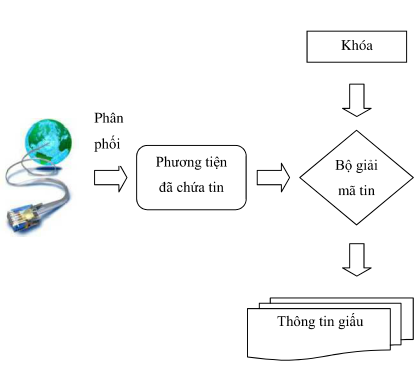 Khóa
Phân
phối
Phương tiện
đã chứa tin
Bộ giải
mã tin
Thông tin giấu